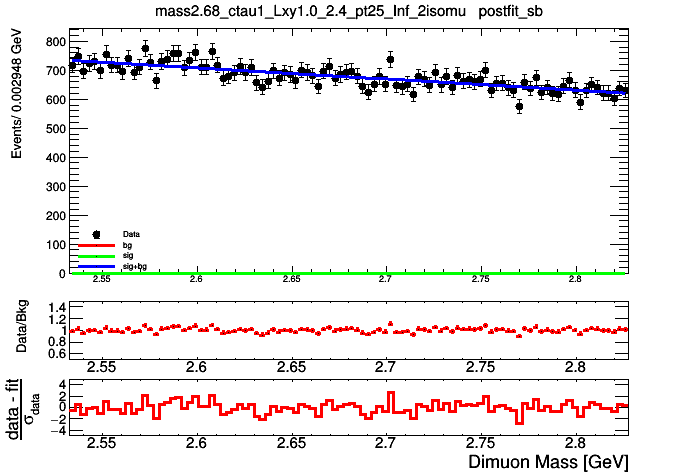 mass2.68_ctau1_Lxy1.0_2.4_pt25_Inf_2isomu postfit_sb
Events/ 0.002948 GeV
800
700
600
500
400
300
200
100
0
Data
bg
sig
sig+bg
2.55 2.6 2.65 2.7 2.75 2.8
Data/Bkg
1.4
1.2
1
0.8
0.6
2.55 2.6 2.65 2.7 2.75 2.8
data - fit
σdata
4
2
0
−2
−4
2.55 2.6 2.65 2.7 2.75 2.8
Dimuon Mass [GeV]